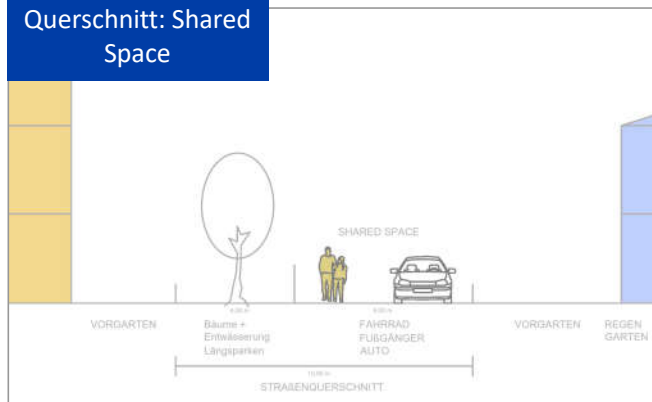 Querschnitt: Shared
Space
SHARED SPACE
VORGARTEN
Bäume +
Entwässerung
Längsparken
FAHRRAD
FUßGÄNGER
AUTO
VORGARTEN
REGEN
GARTEN
STRAßENQUERSCHNITT